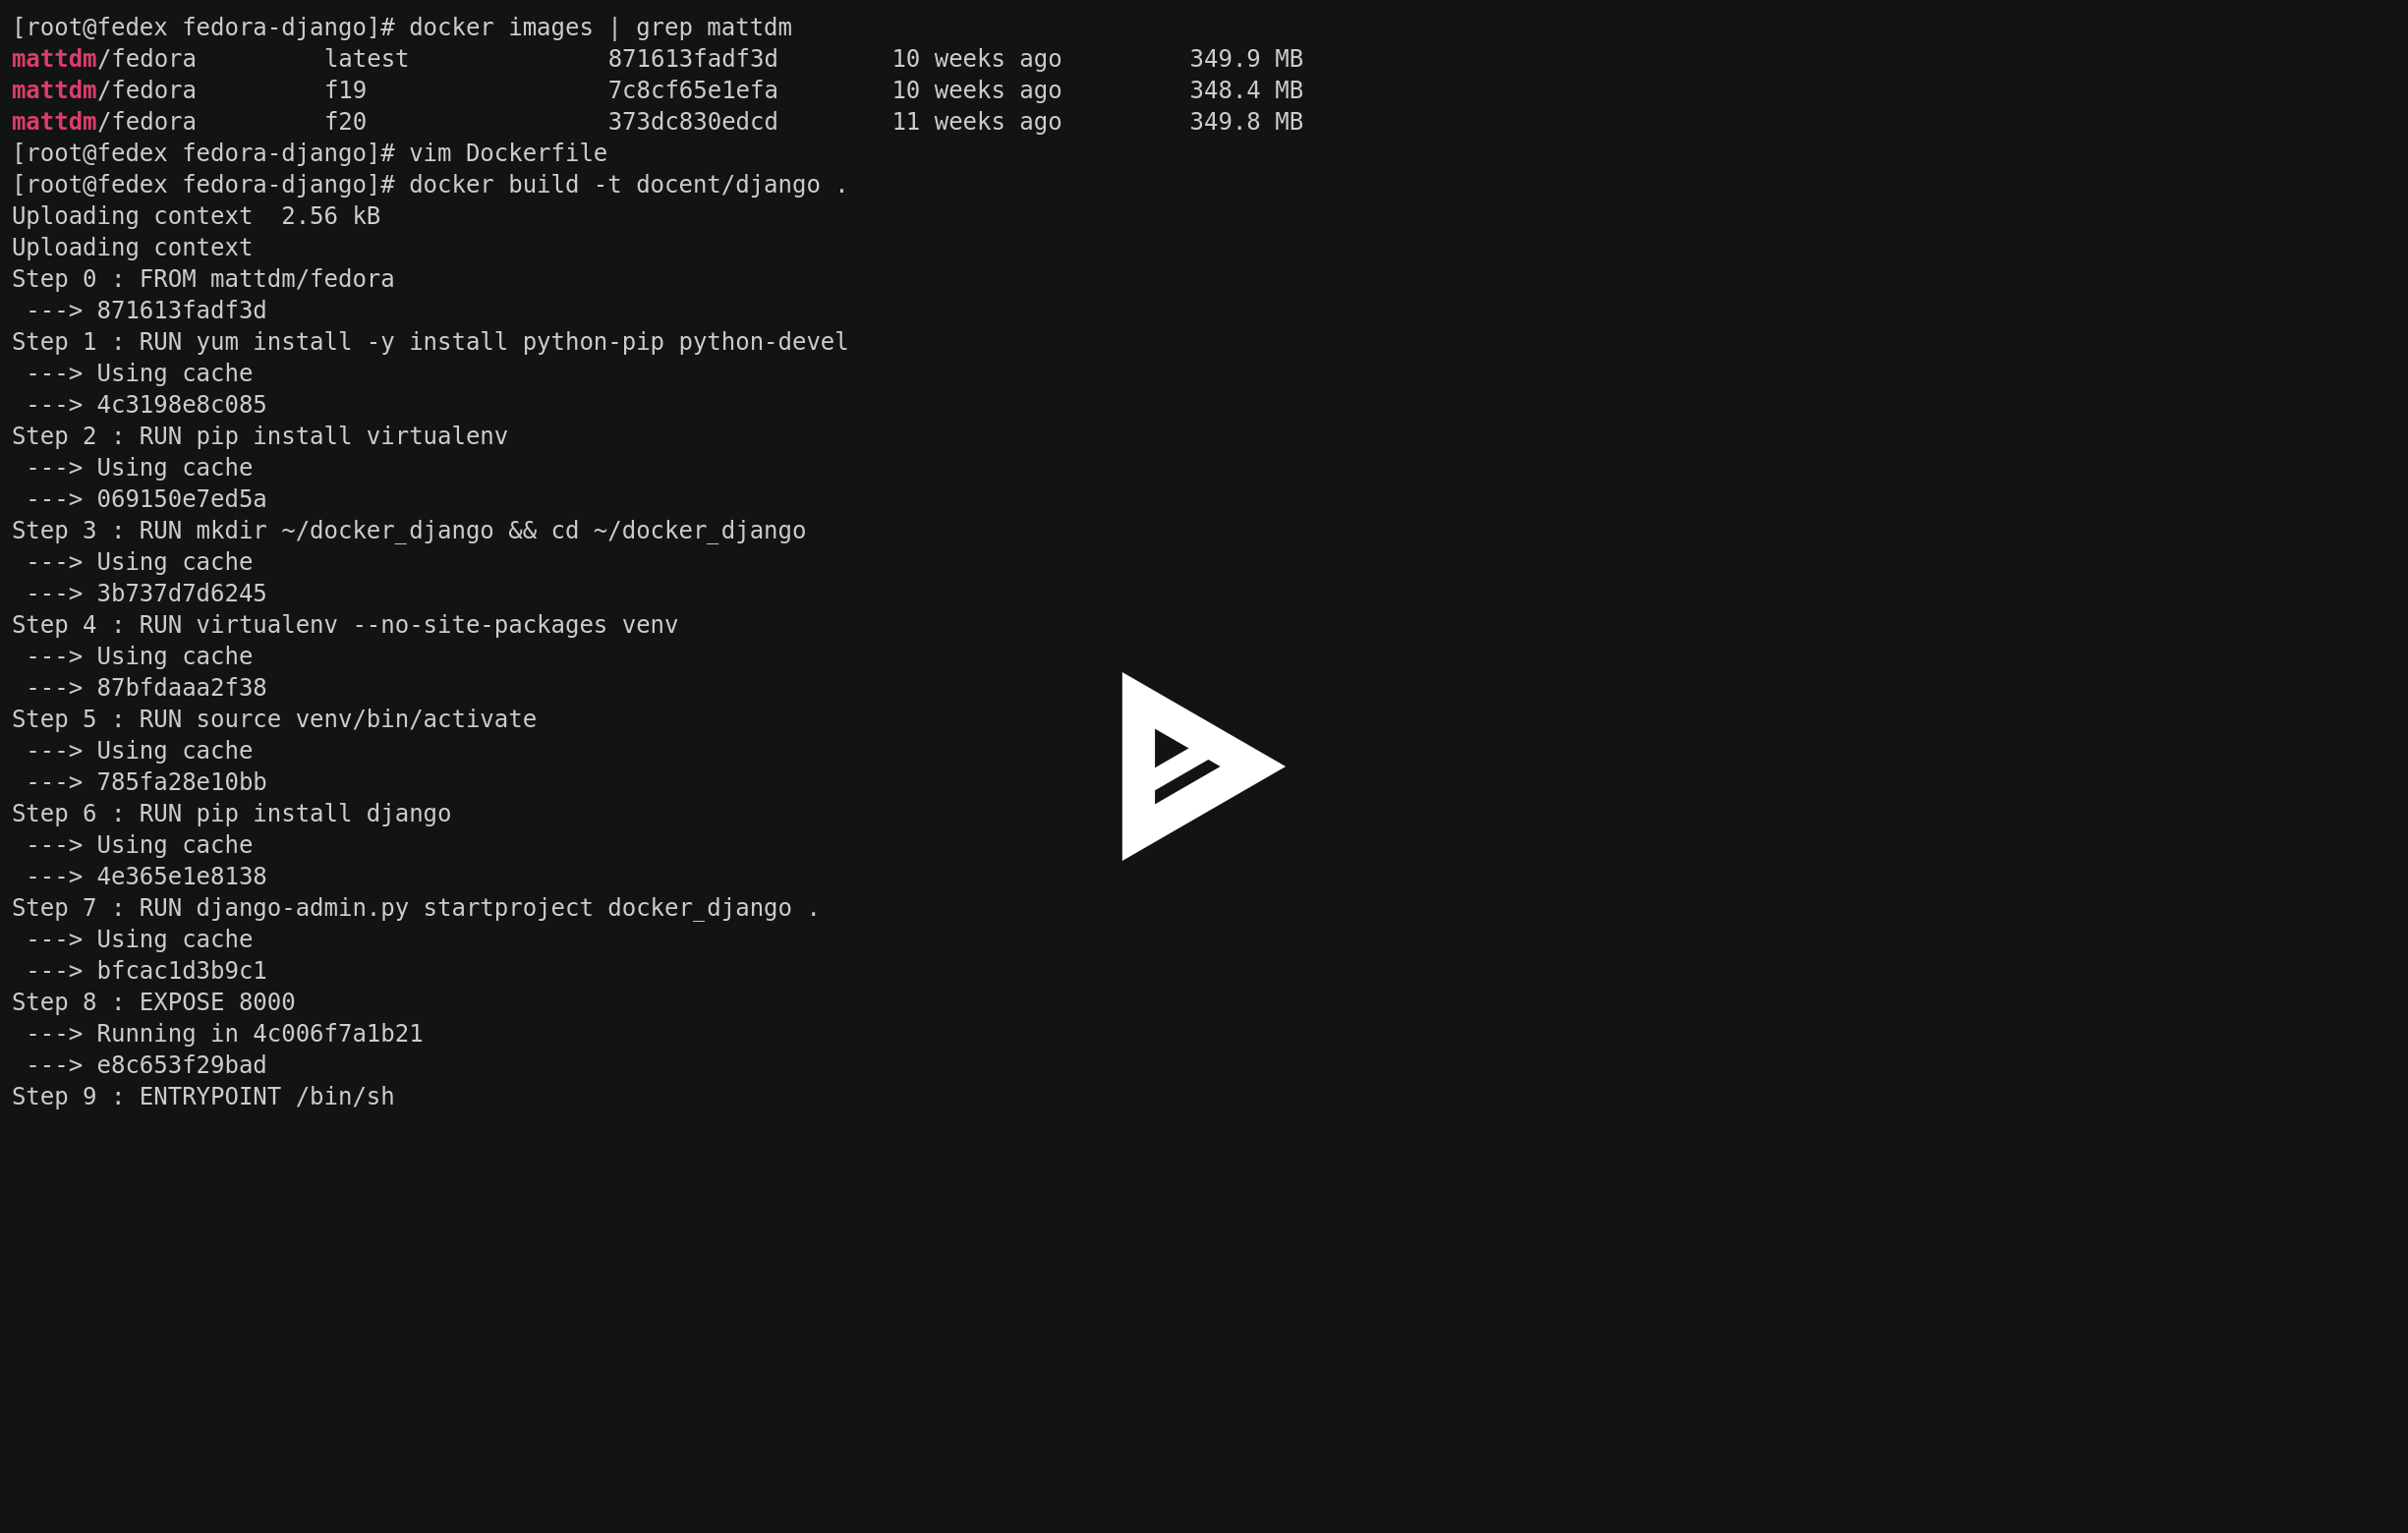 [root@fedex fedora-django]# docker images | grep mattdm
mattdm/fedora         latest              871613fadf3d        10 weeks ago         349.9 MB
mattdm/fedora         f19                 7c8cf65e1efa        10 weeks ago         348.4 MB
mattdm/fedora         f20                 373dc830edcd        11 weeks ago         349.8 MB
[root@fedex fedora-django]# vim Dockerfile
[root@fedex fedora-django]# docker build -t docent/django .
Uploading context  2.56 kB
Uploading context
Step 0 : FROM mattdm/fedora
 ---> 871613fadf3d
Step 1 : RUN yum install -y install python-pip python-devel
 ---> Using cache
 ---> 4c3198e8c085
Step 2 : RUN pip install virtualenv
 ---> Using cache
 ---> 069150e7ed5a
Step 3 : RUN mkdir ~/docker_django && cd ~/docker_django
 ---> Using cache
 ---> 3b737d7d6245
Step 4 : RUN virtualenv --no-site-packages venv
 ---> Using cache
 ---> 87bfdaaa2f38
Step 5 : RUN source venv/bin/activate
 ---> Using cache
 ---> 785fa28e10bb
Step 6 : RUN pip install django
 ---> Using cache
 ---> 4e365e1e8138
Step 7 : RUN django-admin.py startproject docker_django .
 ---> Using cache
 ---> bfcac1d3b9c1
Step 8 : EXPOSE 8000
 ---> Running in 4c006f7a1b21
 ---> e8c653f29bad
Step 9 : ENTRYPOINT /bin/sh